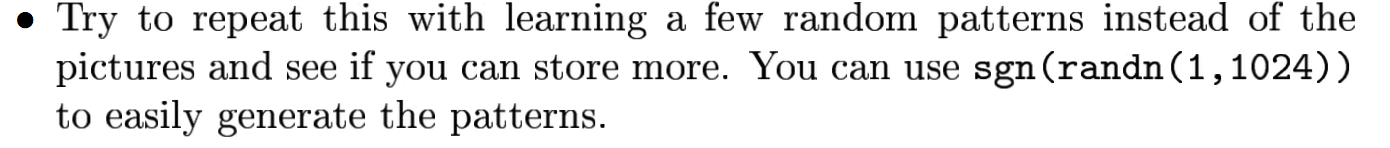 • Try to repeat this with learning a few random patterns instead of the
pictures and see if you can store more. You can use sgn(randn(1,1024))
to easily generate the patterns.